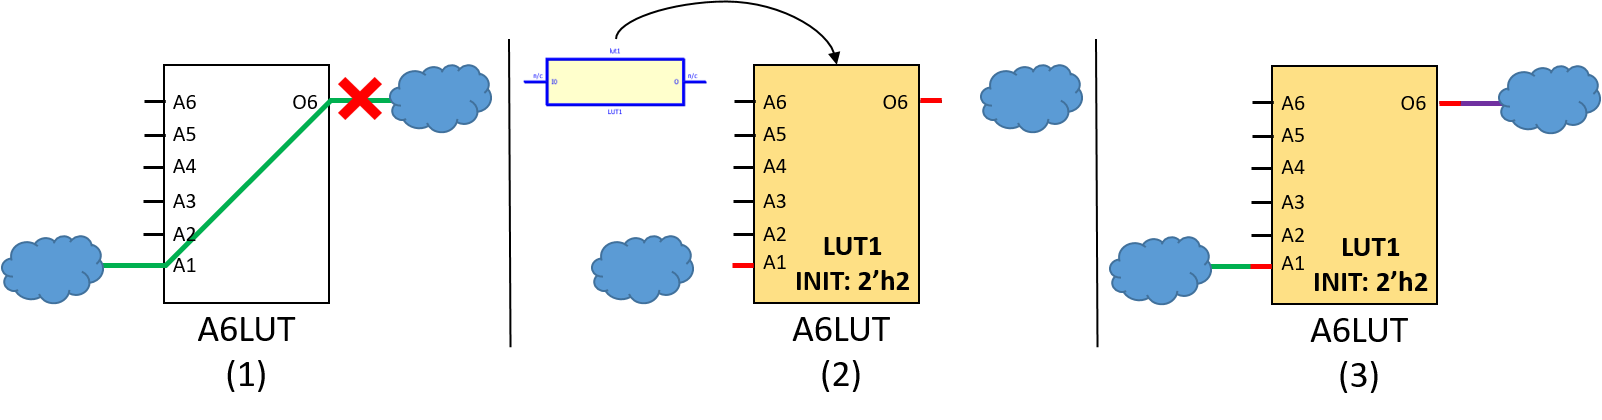 A6
A5
A4
A3
A2
A1
O6
A6LUT
(1)
lut1
n/c
I0
O
n/c
LUT1
A6
A5
A4
A3
A2
A1
O6
LUT1
INIT: 2’h2
A6LUT
(2)
A6
A5
A4
A3
A2
A1
O6
LUT1
INIT: 2’h2
A6LUT
(3)